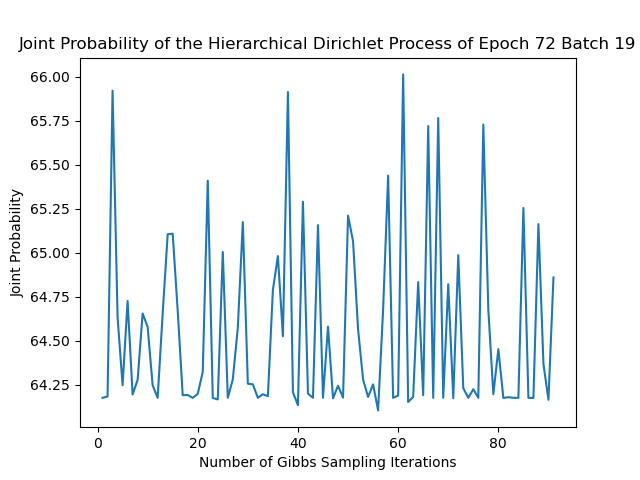 Joint Probability of the Hierarchical Dirichlet Process of Epoch 72 Batch 19
66.00
65.75
65.50
65.25
65.00
64.75
64.50
64.25
Joint Probability
0 20 40 60 80
Number of Gibbs Sampling Iterations